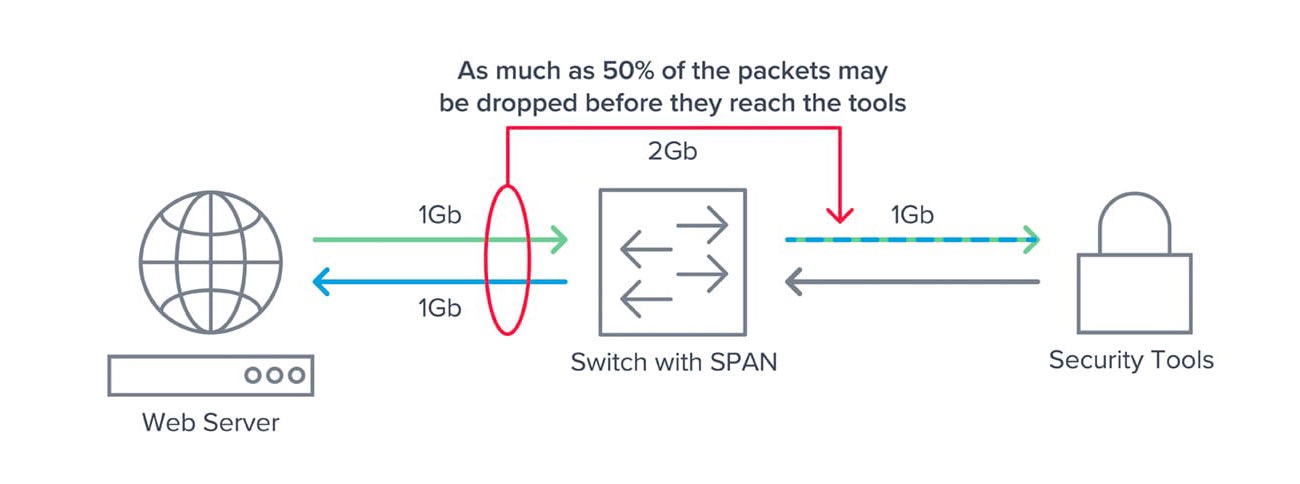 As much as 50% of the packets may
be dropped before they reach the tools
2Gb
1Gb
1Gb
1Gb
Switch with SPAN
Security Tools
Web Server